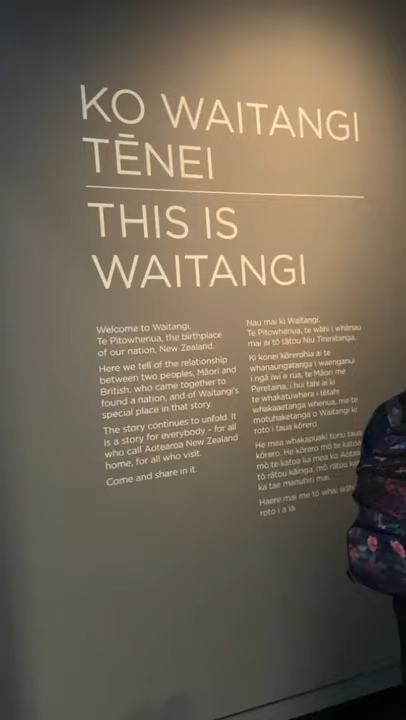 KO WAITANGI
TĒNEI
THIS IS
WAITANGI
Welcome to Waitangi,
Te Pitowhenua, the birthplace
of our nation, New Zealand.
Here we tell of the relationship
between two peoples, Māori and
British, who came together to
found a nation, and of Waitangi's
special place in that story.
The story continues to unfold. It
is a story for everybody – for all
who call Aotearoa New Zealand
home, for all who visit.
Come and share in it.
Nau mai ki Waitangi,
Te Pitowhenua, te wāhi i whānau
mai ai tō tātou Niu Tīrenitanga.
Ki konei kōrerohia ai te
whanaungatanga i waenganui
i ngā iwi e rua, te Māori me
Peretaina, i hui tahi ai ki
te whakatuwhera i tētahi
whakaaetanga whenua, me te
motuhaketanga o Waitangi ki
roto i taua kōrero.
He mea whakapuaki tonu taua
kōrero. He kōrero mō te katoa
mō te katoa ka mea ko
tō rātou kāinga, mō rātou
ka tae manuhiri mai.
Haere mai me tō whai
roto i a ia